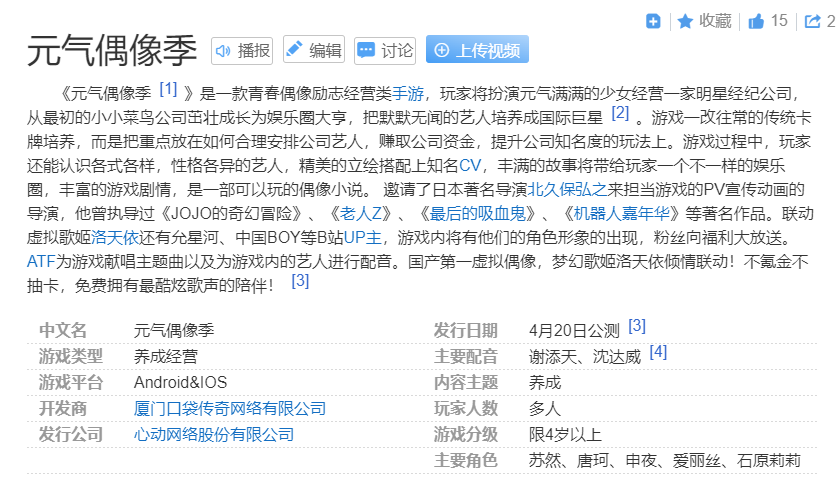 收藏 15 2
元气偶像季 播报 编辑 讨论 上传视频
《元气偶像季 [1] 》是一款青春偶像励志经营类手游，玩家将扮演元气满满的少女经营一家明星经纪公司，
从最初的小小菜鸟公司茁壮成长为娱乐圈大亨，把默默无闻的艺人培养成国际巨星 [2] 。游戏一改往常的传统卡
牌培养，而是把重点放在如何合理安排公司艺人，赚取公司资金，提升公司知名度的玩法上。游戏过程中，玩家
还能认识各式各样，性格各异的艺人，精美的立绘搭配上知名CV，丰满的故事将带给玩家一个不一样的娱乐
圈，丰富的游戏剧情，是一部可以玩的偶像小说。 邀请了日本著名导演北久保弘之来担当游戏的PV宣传动画的
导演，他曾执导过《JOJO的奇幻冒险》、《老人Z》、《最后的吸血鬼》、《机器人嘉年华》等著名作品。联动
虚拟歌姬洛天依还有允星河、中国BOY等B站UP主，游戏内将有他们的角色形象的出现，粉丝向福利大放送。
ATF为游戏献唱主题曲以及为游戏内的艺人进行配音。国产第一虚拟偶像，梦幻歌姬洛天依倾情联动！不氪金不
抽卡，免费拥有最酷炫歌声的陪伴！ [3]
中文名 元气偶像季 发行日期 4月20日公测 [3]
游戏类型 养成经营 主要配音 谢添天、沈达威 [4]
游戏平台 Android&IOS 内容主题 养成
开发商 厦门口袋传奇网络有限公司 玩家人数 多人
发行公司 心动网络股份有限公司 游戏分级 限4岁以上
主要角色 苏然、唐珂、申夜、爱丽丝、石原莉莉